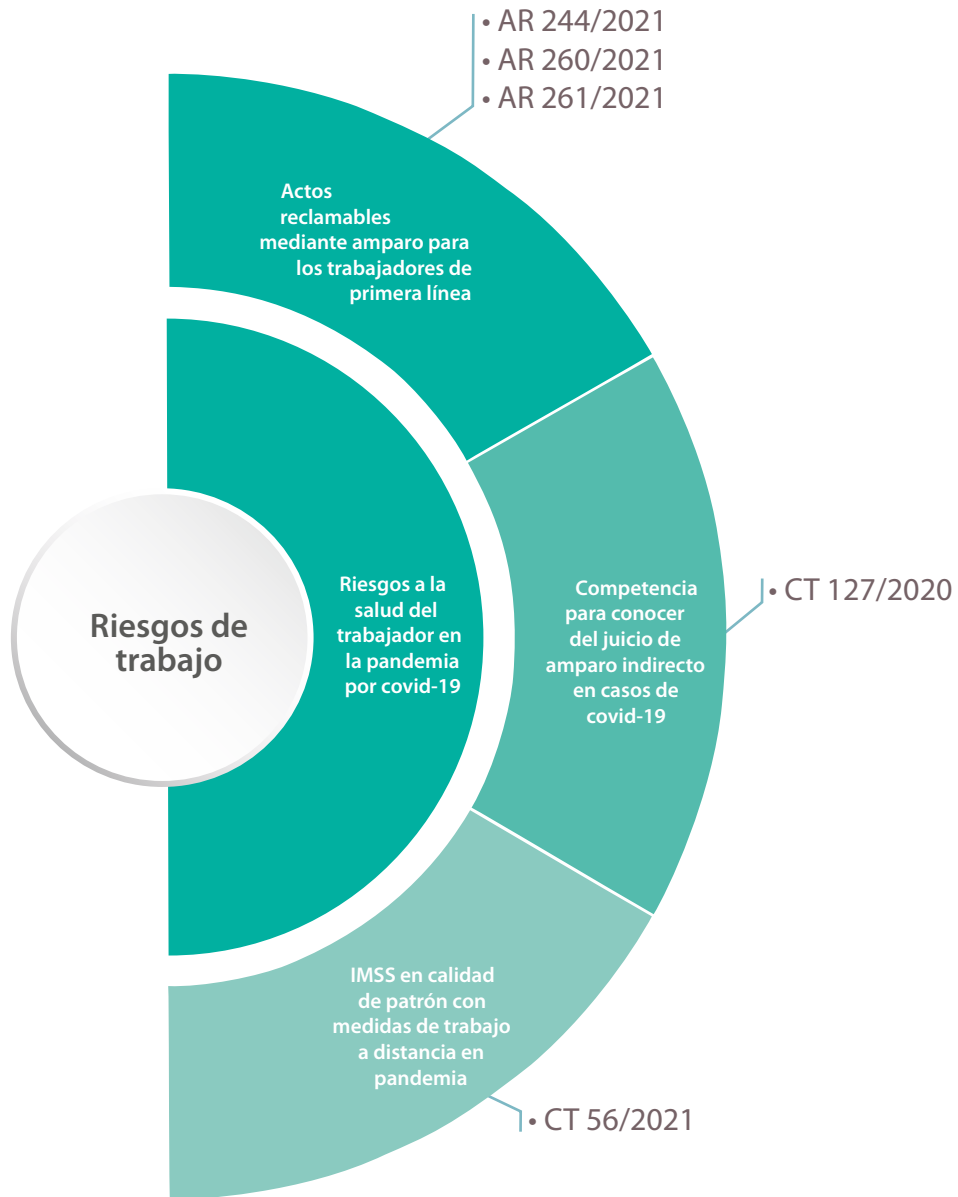 • AR 244/2021
• AR 260/2021
• AR 261/2021
Actos
reclamables
mediante amparo para
los trabajadores de
primera línea
Riesgos de
trabajo
Riesgos a la
salud del
trabajador en
la pandemia
por covid-19
Competencia
para conocer
del juicio de
amparo indirecto
en casos de
covid-19
• CT 127/2020
IMSS en calidad
de patrón con
medidas de trabajo
a distancia en
pandemia
• CT 56/2021